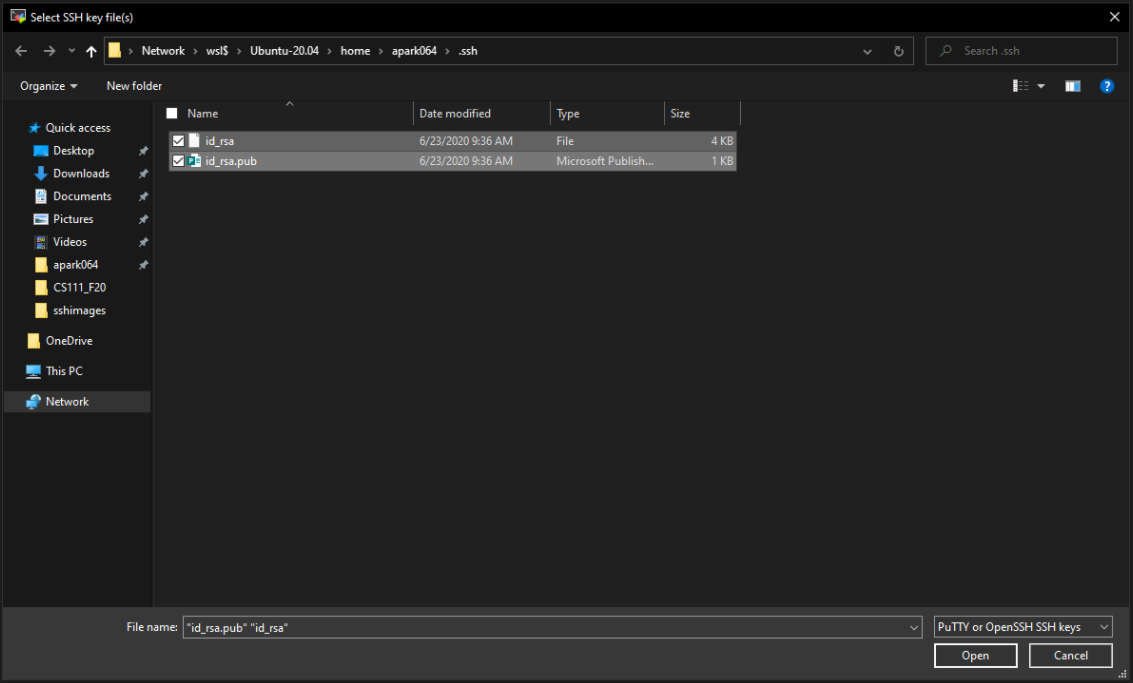 Select SSH key file(s)
Network > wsl$ > Ubuntu-20.04 > home > apark064 > .ssh
Search .ssh
Organize
New folder
Name Date modified Type Size
id_rsa 6/23/2020 9:36 AM File 4 KB
id_rsa.pub 6/23/2020 9:36 AM Microsoft Publish... 1 KB
Quick access
Desktop
Downloads
Documents
Pictures
Videos
apark064
CS111_F20
sshimages
OneDrive
This PC
Network
File name: "id_rsa.pub" "id_rsa"
PuTTY or OpenSSH SSH keys
Open
Cancel